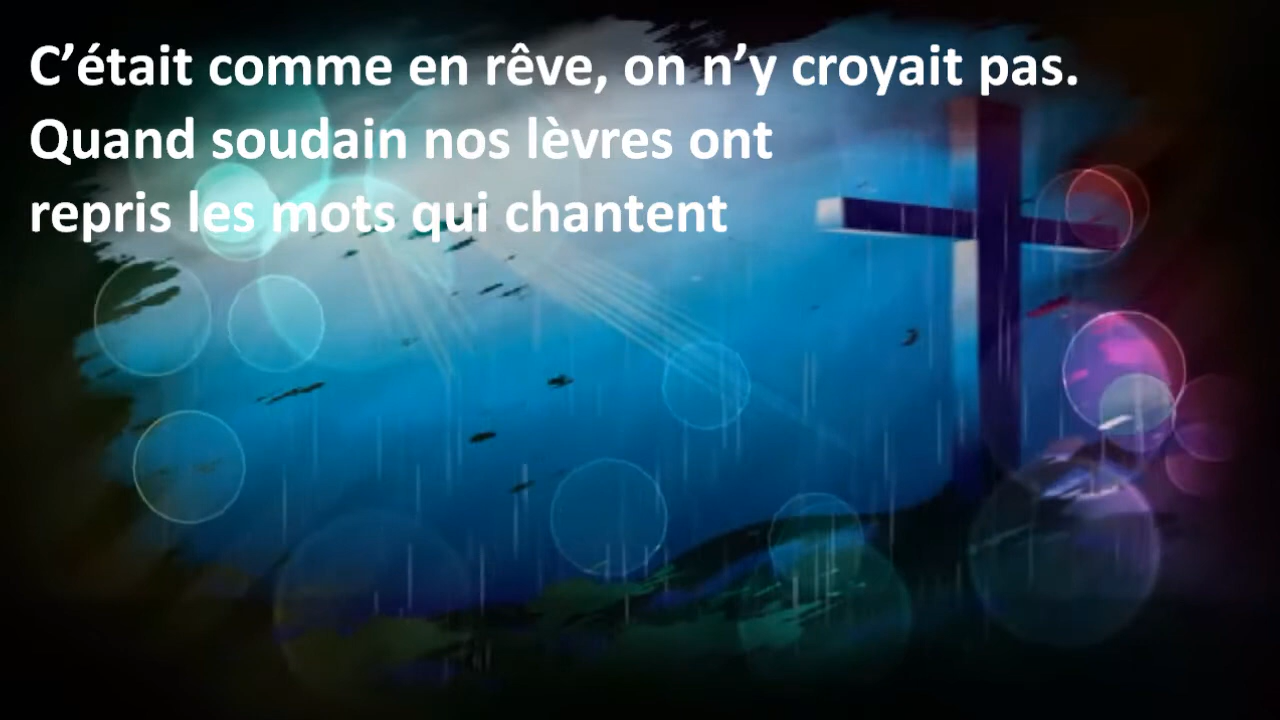 C’était comme en rêve, on n’y croyait pas.
Quand soudain nos lèvres ont
repris les mots qui chantent